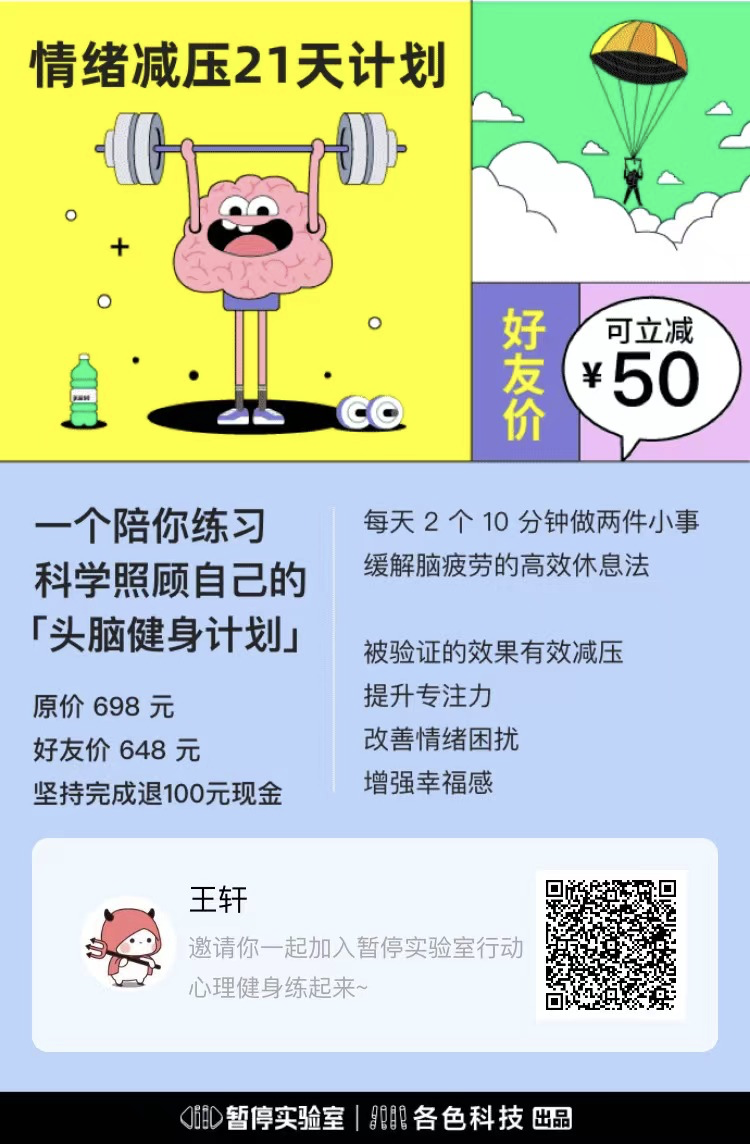 情绪减压21天计划
好友价
可立减
¥50
一个陪你练习
科学照顾自己的
「头脑健身计划」
原价 698 元
好友价 648 元
坚持完成退100元现金
每天 2 个 10 分钟做两件小事
缓解脑疲劳的高效休息法
被验证的效果有效减压
提升专注力
改善情绪困扰
增强幸福感
王轩
邀请你一起加入暂停实验室行动
心理健身练起来~
暂停实验室 | 各色科技 出品